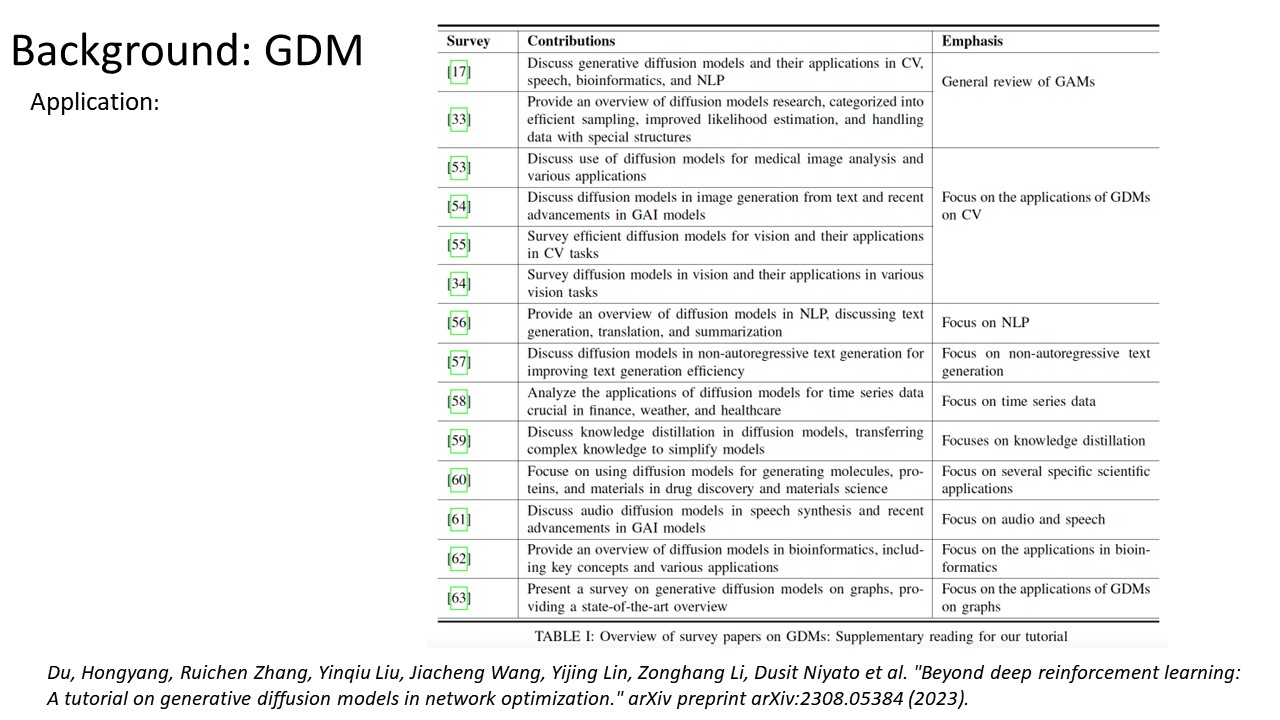 Background: GDM
Application:
Survey Contributions Emphasis
[17] Discuss generative diffusion models and their applications in CV,
speech, bioinformatics, and NLP
General review of GAMs
[33] Provide an overview of diffusion models research, categorized into
efficient sampling, improved likelihood estimation, and handling
data with special structures
[53] Discuss use of diffusion models for medical image analysis and
various applications
Focus on the applications of GDMs
on CV
[54] Discuss diffusion models in image generation from text and recent
advancements in GAI models
[55] Survey efficient diffusion models for vision and their applications
in CV tasks
[34] Survey diffusion models in vision and their applications in various
vision tasks
[56] Provide an overview of diffusion models in NLP, discussing text
generation, translation, and summarization
Focus on NLP
[57] Discuss diffusion models in non-autoregressive text generation for
improving text generation efficiency
Focus on non-autoregressive text
generation
[58] Analyze the applications of diffusion models for time series data
crucial in finance, weather, and healthcare
Focus on time series data
[59] Discuss knowledge distillation in diffusion models, transferring
complex knowledge to simplify models
Focuses on knowledge distillation
[60] Focuse on using diffusion models for generating molecules, pro-
teins, and materials in drug discovery and materials science
Focus on several specific scientific
applications
[61] Discuss audio diffusion models in speech synthesis and recent
advancements in GAI models
Focus on audio and speech
[62] Provide an overview of diffusion models in bioinformatics, includ-
ing key concepts and various applications
Focus on the applications in bioin-
formatics
[63] Present a survey on generative diffusion models on graphs, pro-
viding a state-of-the-art overview
Focus on the applications of GDMs
on graphs
TABLE I: Overview of survey papers on GDMs: Supplementary reading for our tutorial
Du, Hongyang, Ruichen Zhang, Yinqiu Liu, Jiacheng Wang, Yijing Lin, Zonghang Li, Dusit Niyato et al. "Beyond deep reinforcement learning:
A tutorial on generative diffusion models in network optimization." arXiv preprint arXiv:2308.05384 (2023).